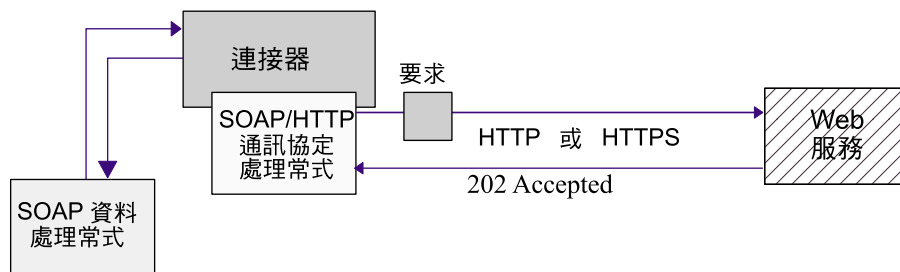 連接器
要求
SOAP/HTTP
通訊協定
處理常式
HTTP 或 HTTPS
Web
服務
202 Accepted
SOAP 資料
處理常式